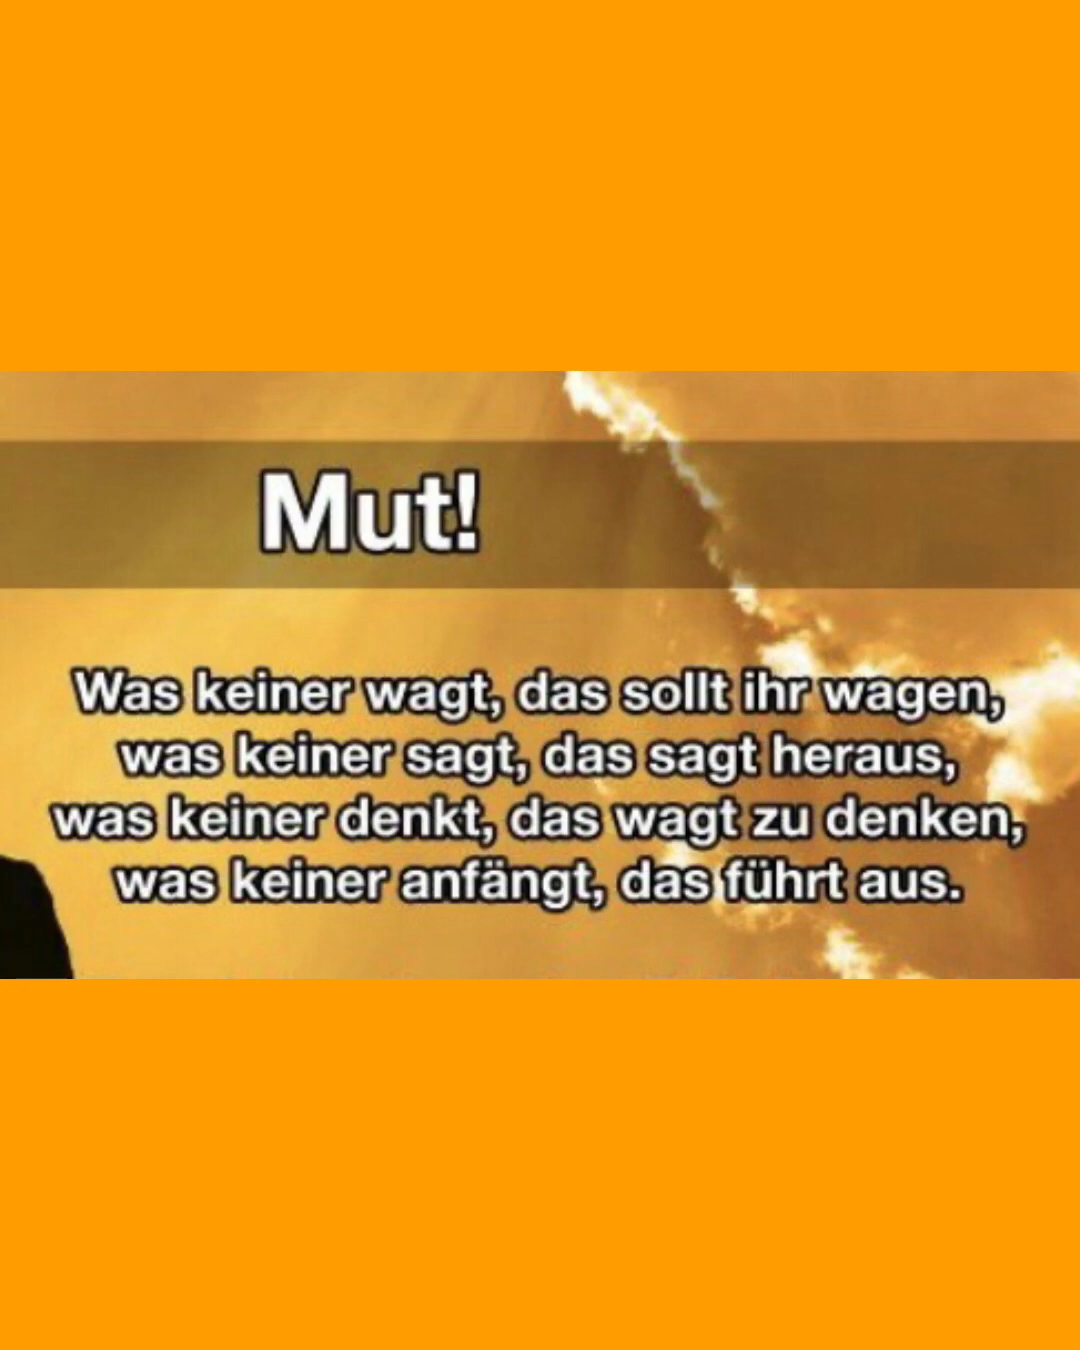 Mut!
Was keiner wagt, das sollt ihr wagen,
was keiner sagt, das sagt heraus,
was keiner denkt, das wagt zu denken,
was keiner anfängt, das führt aus.